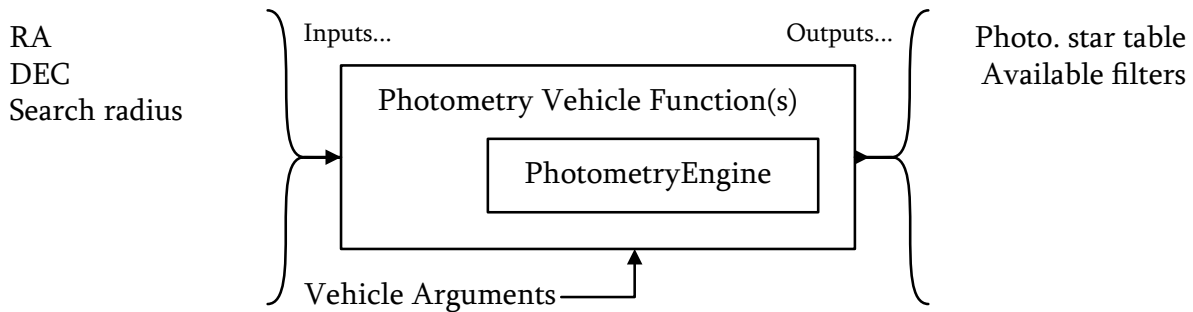 RA
DEC
Search radius
Inputs...
Outputs...
Photo. star table
Available filters
Photometry Vehicle Function(s)
PhotometryEngine
Vehicle Arguments